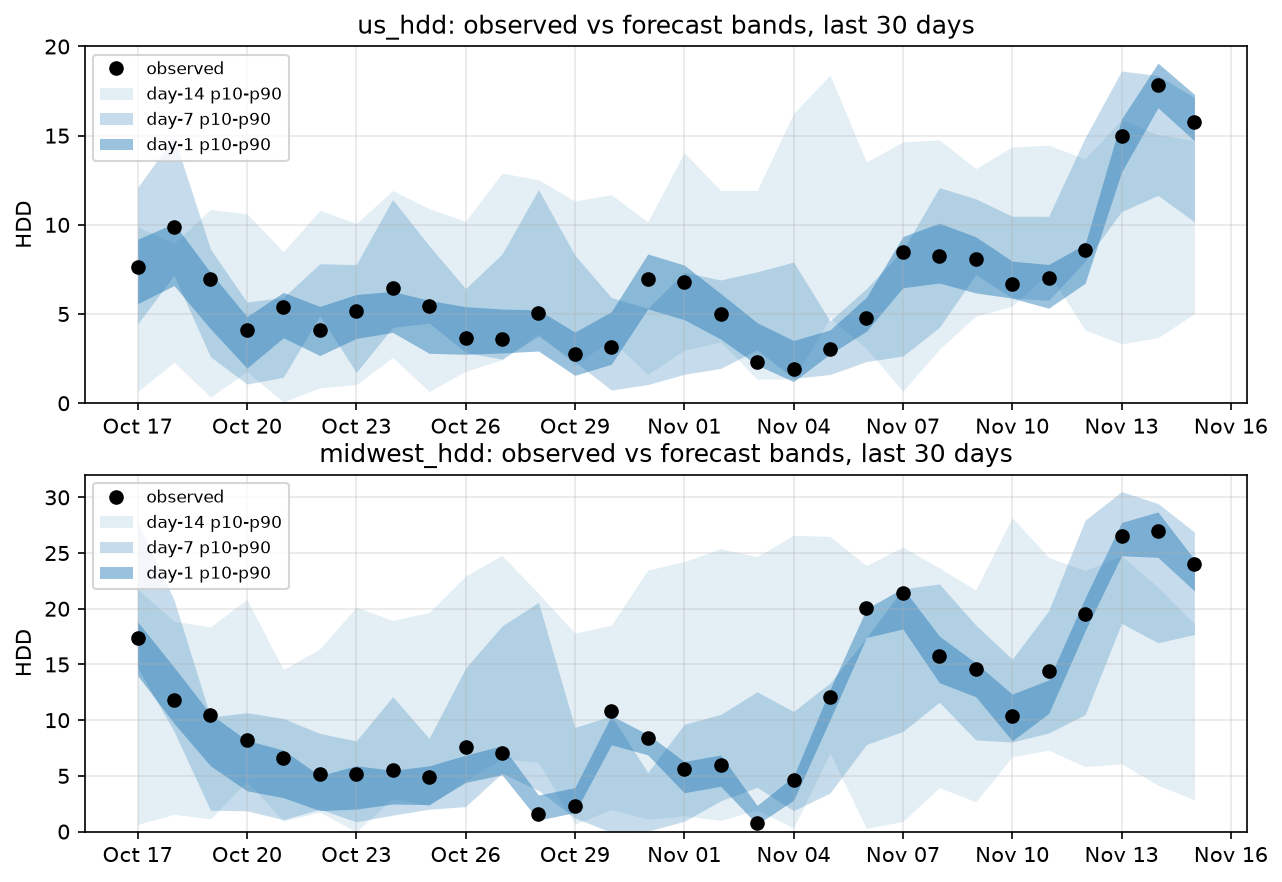 us_hdd: observed vs forecast bands, last 30 days
20
15
10
5
0
HDD
observed
day-14 p10-p90
day-7 p10-p90
day-1 p10-p90
Oct 17 Oct 20 Oct 23 Oct 26 Oct 29 Nov 01 Nov 04 Nov 07 Nov 10 Nov 13 Nov 16
midwest_hdd: observed vs forecast bands, last 30 days
30
25
20
15
10
5
0
HDD
observed
day-14 p10-p90
day-7 p10-p90
day-1 p10-p90
Oct 17 Oct 20 Oct 23 Oct 26 Oct 29 Nov 01 Nov 04 Nov 07 Nov 10 Nov 13 Nov 16